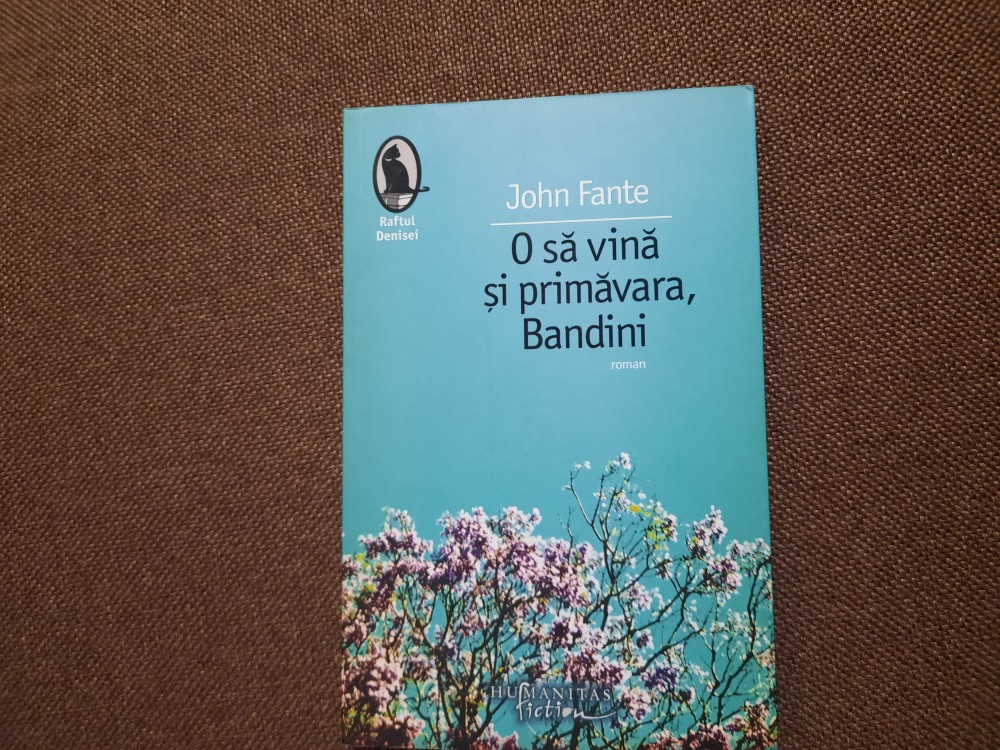 Raftul
Denisei
John Fante
O să vină
și primăvara,
Bandini
roman
HUMANITAS
fiction